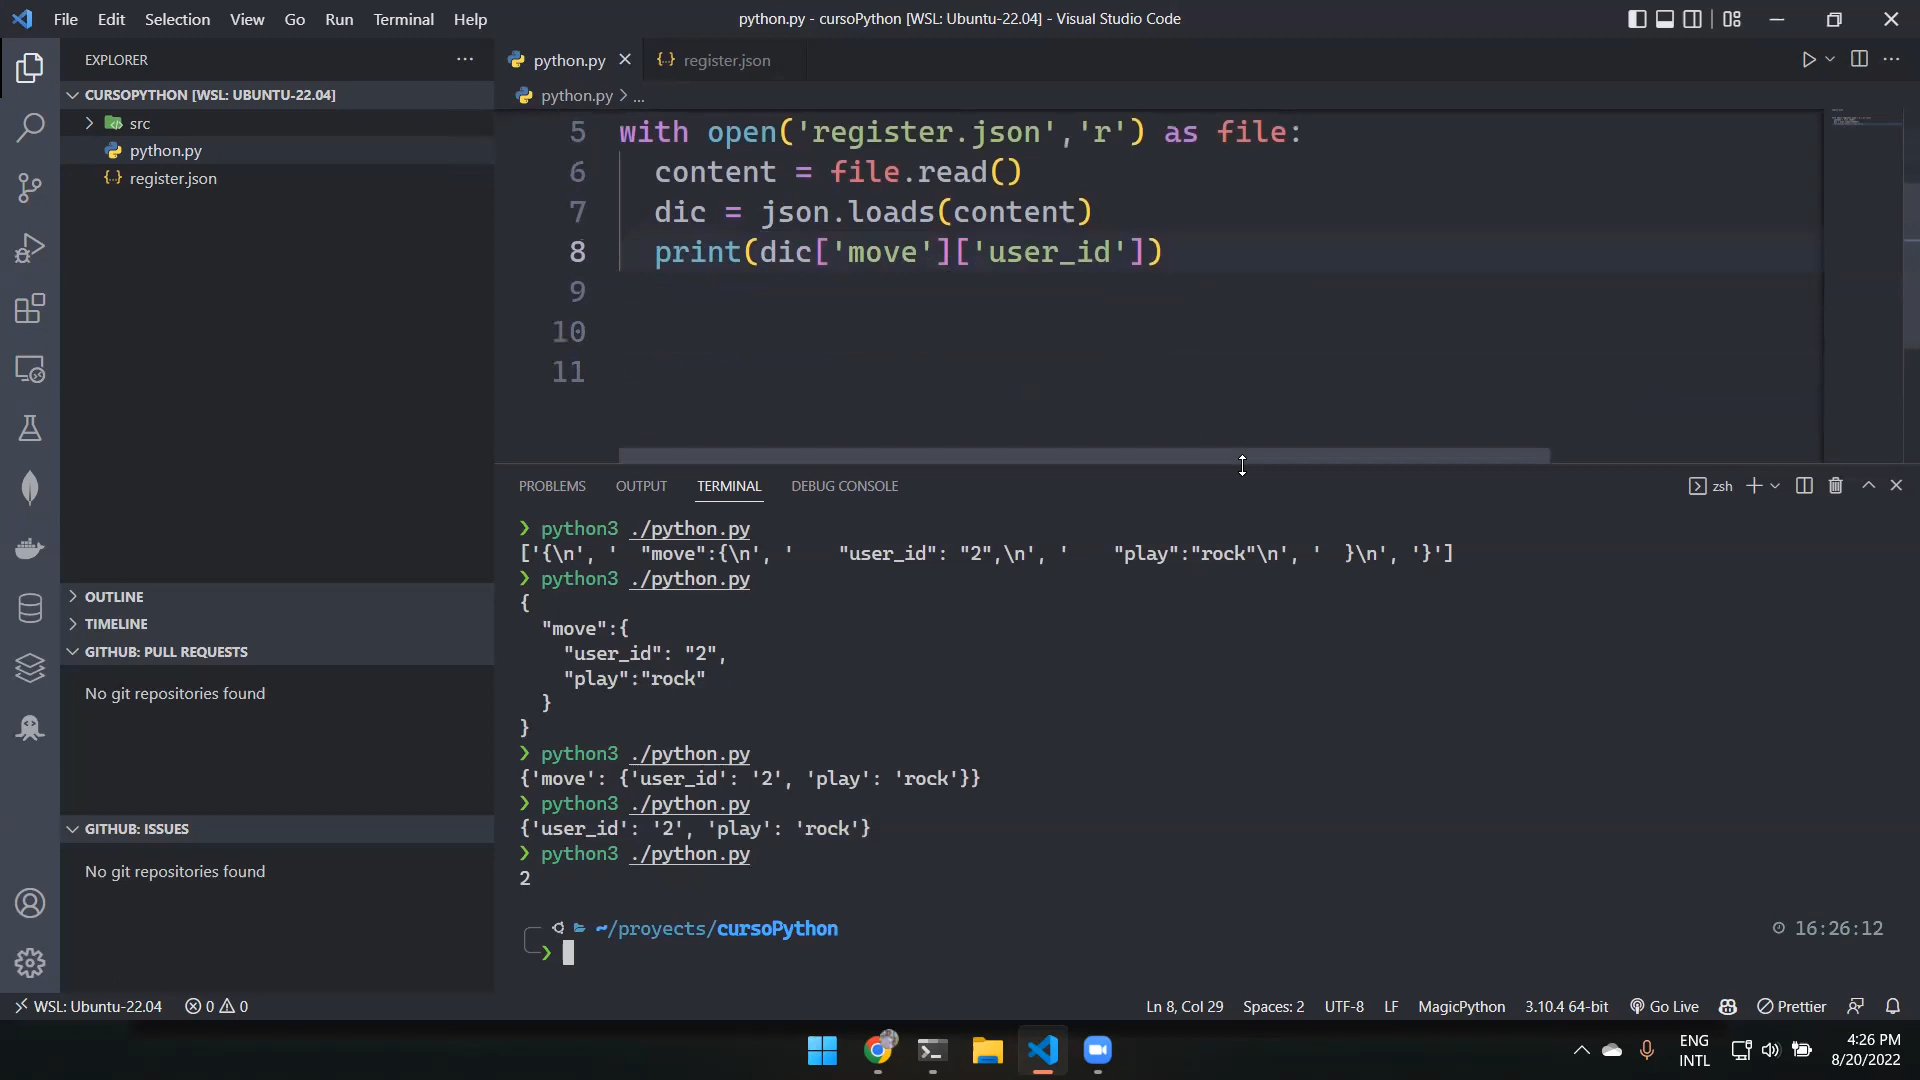 File Edit Selection View Go Run Terminal Help
python.py - cursoPython [WSL: Ubuntu-22.04] - Visual Studio Code
EXPLORER
CURSOPYTHON [WSL: UBUNTU-22.04]
src
python.py
register.json
OUTLINE
TIMELINE
GITHUB: PULL REQUESTS
No git repositories found
GITHUB: ISSUES
No git repositories found
python.py
register.json
python.py > ...
5 with open('register.json','r') as file:
6 content = file.read()
7 dic = json.loads(content)
8 print(dic['move']['user_id'])
9
10
11
PROBLEMS OUTPUT TERMINAL DEBUG CONSOLE
zsh
❯ python3 ./python.py
['{\n', '  "move":{\n', '    "user_id": "2",\n', '    "play":"rock"\n', '  }\n', '}']
❯ python3 ./python.py
{
"move":{
"user_id": "2",
"play":"rock"
}
}
❯ python3 ./python.py
{'move': {'user_id': '2', 'play': 'rock'}}
❯ python3 ./python.py
{'user_id': '2', 'play': 'rock'}
❯ python3 ./python.py
2
~/proyects/cursoPython
16:26:12
❯
WSL: Ubuntu-22.04 0 0
Ln 8, Col 29 Spaces: 2 UTF-8 LF MagicPython 3.10.4 64-bit Go Live Prettier
ENG
INTL
4:26 PM
8/20/2022